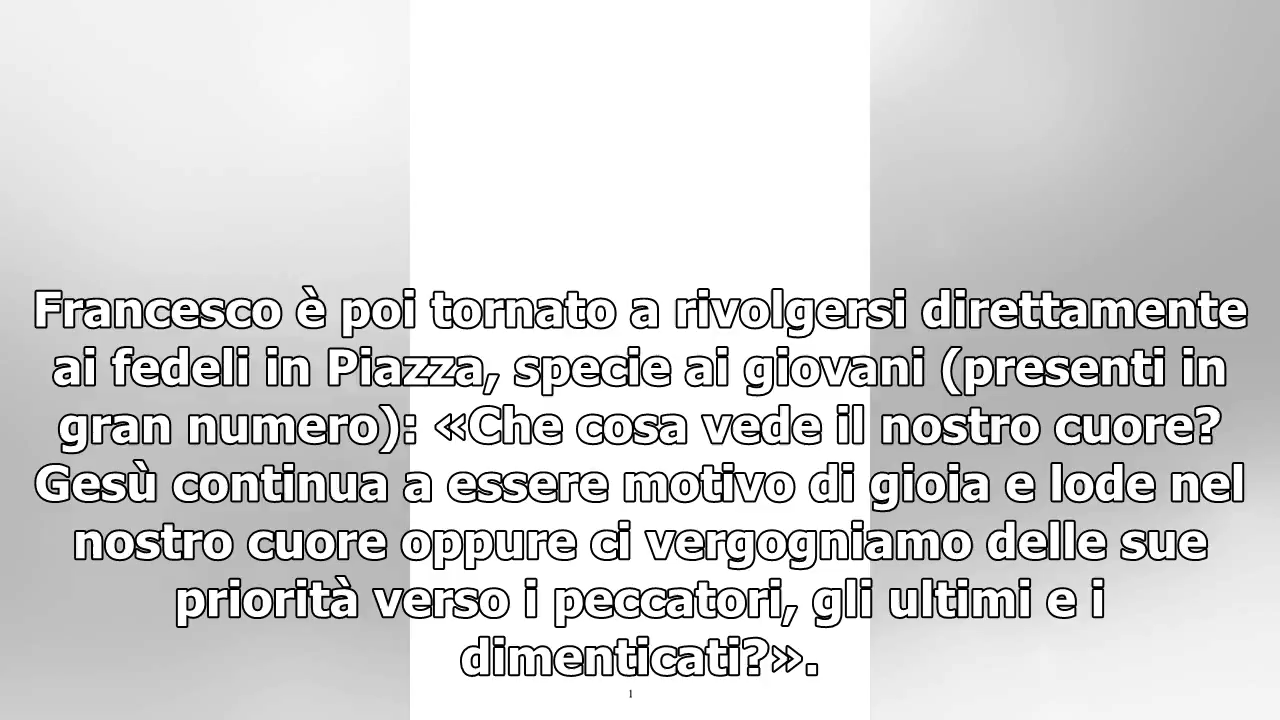 Francesco è poi tornato a rivolgersi direttamente
ai fedeli in Piazza, specie ai giovani (presenti in
gran numero): «Che cosa vede il nostro cuore?
Gesù continua a essere motivo di gioia e lode nel
nostro cuore oppure ci vergogniamo delle sue
priorità verso i peccatori, gli ultimi e i
dimenticati?».
1